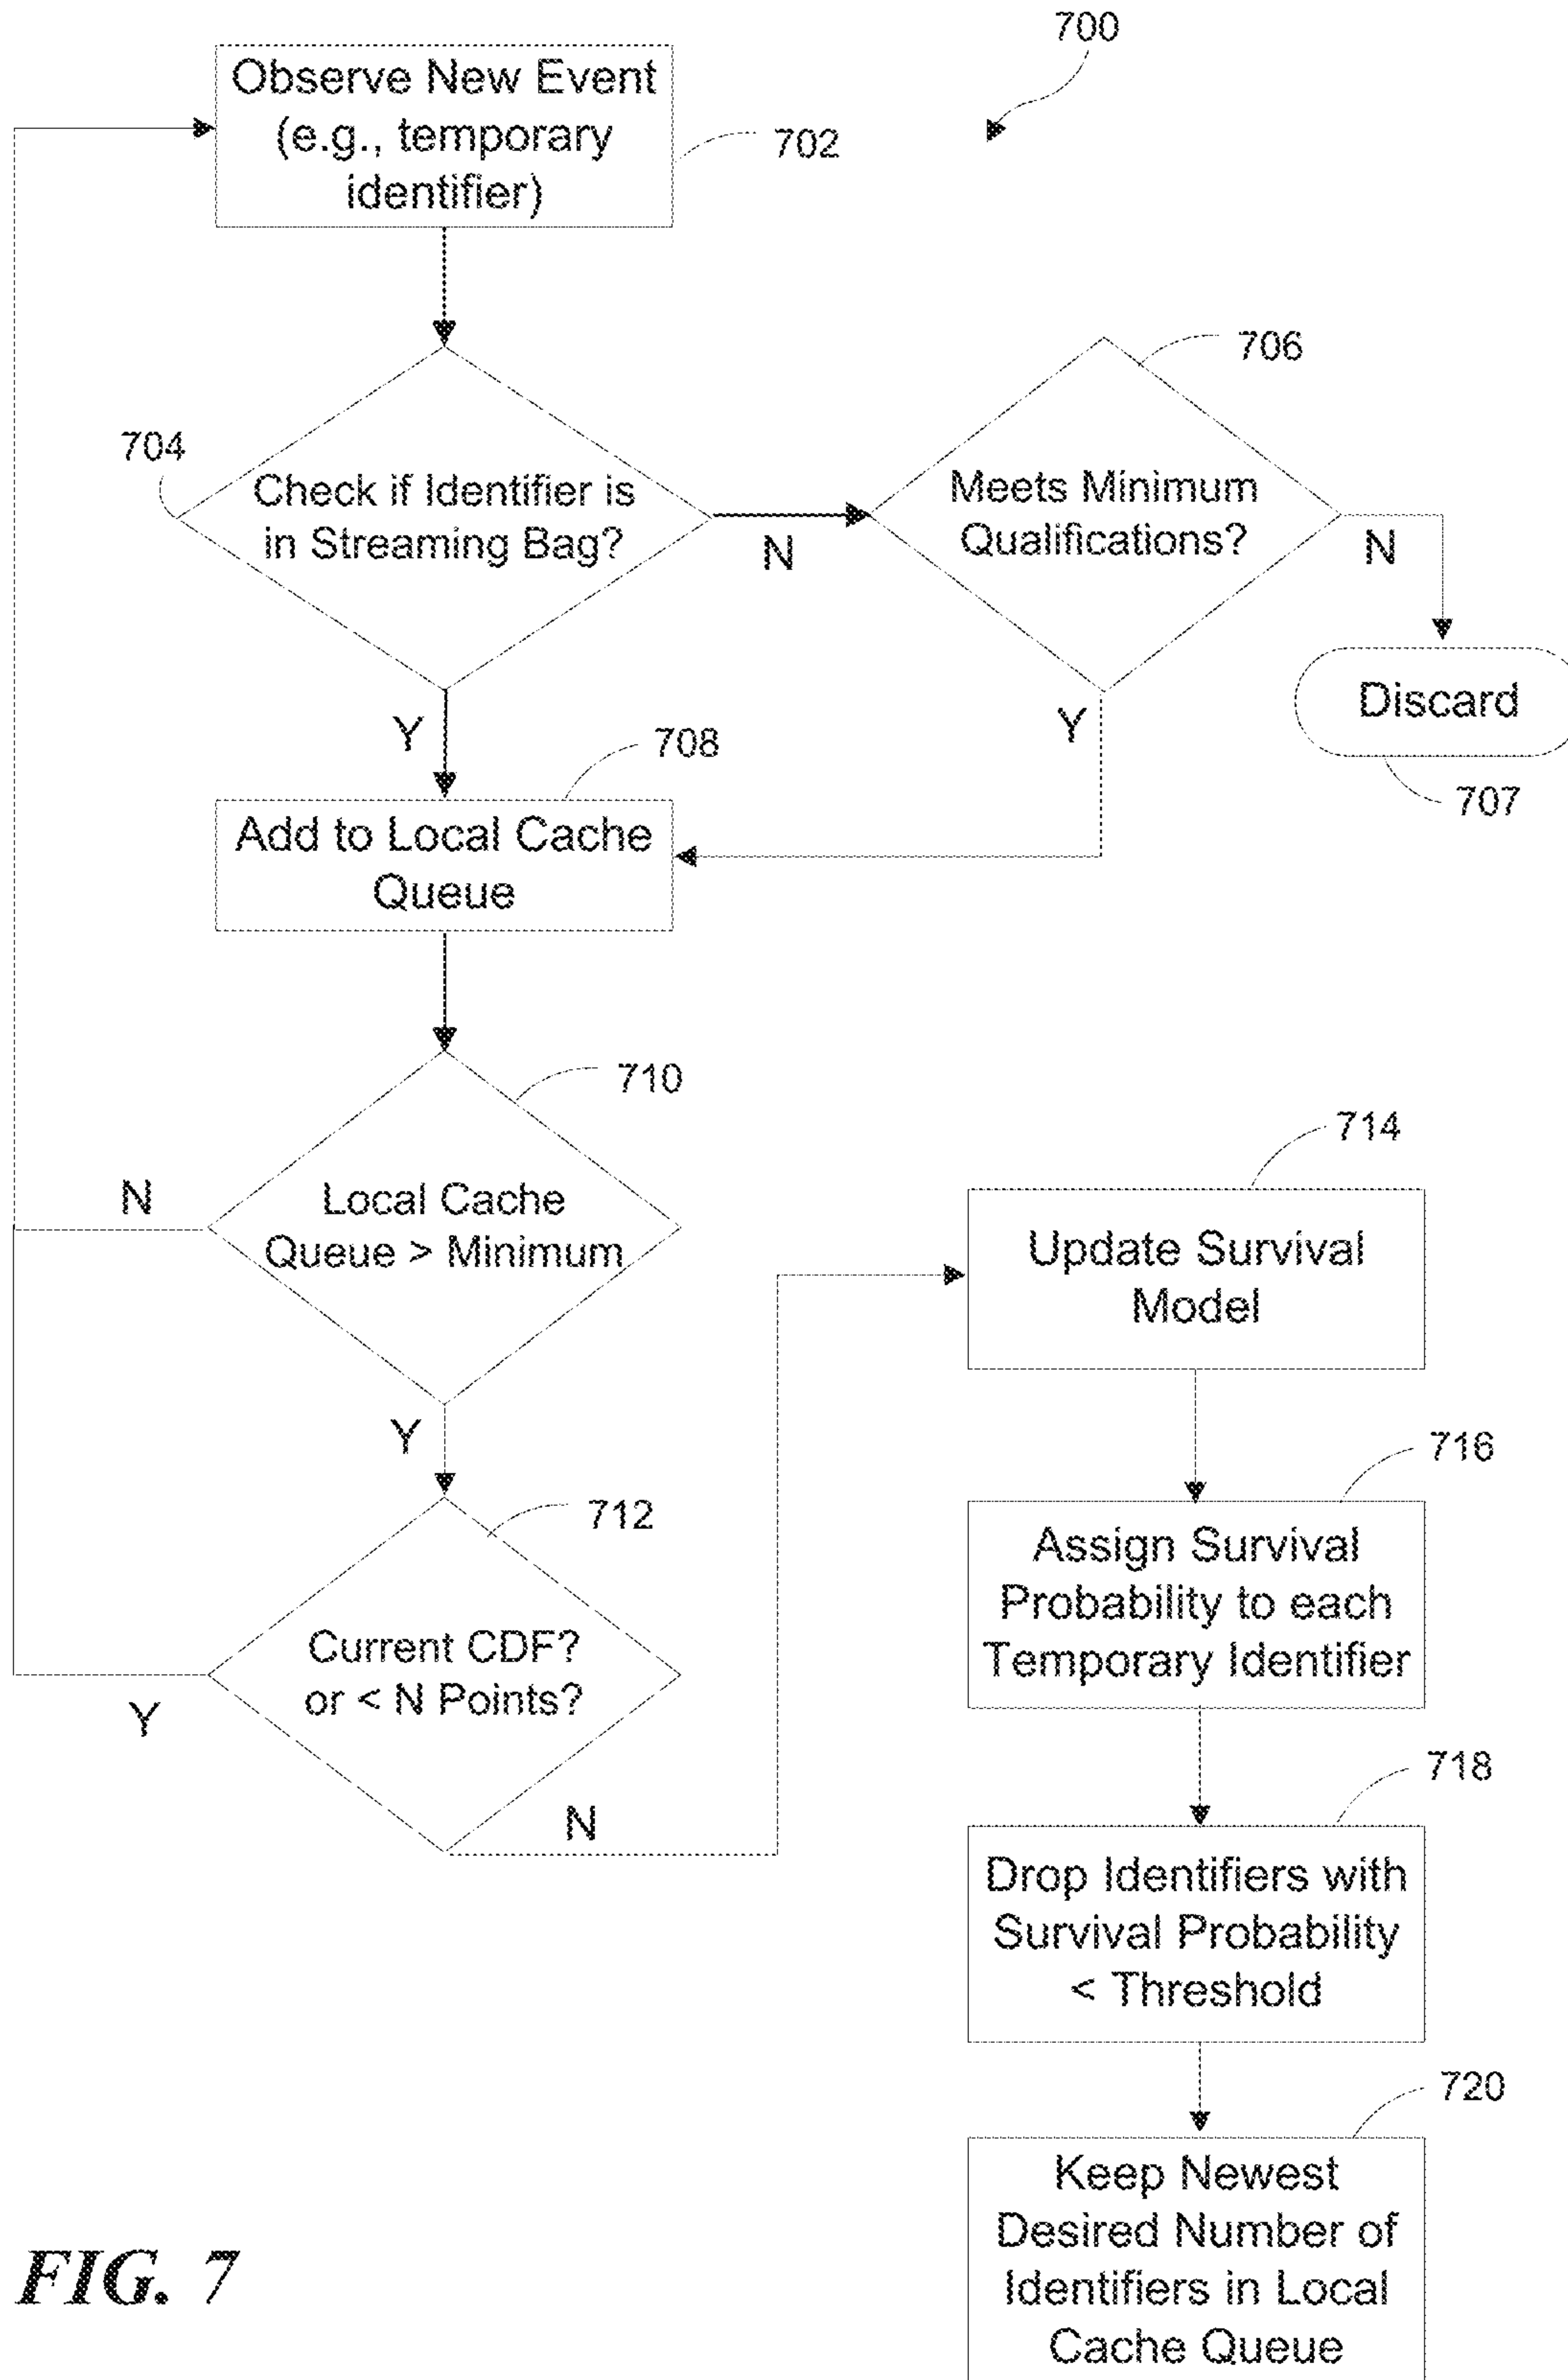 700
Observe New Event
(e.g., temporary
identifier)
702
704
Check if Identifier is
in Streaming Bag?
N
706
Meets Minimum
Qualifications?
N
Discard
707
Y
Y
708
Add to Local Cache
Queue
710
Local Cache
Queue > Minimum
N
Y
712
Current CDF?
or < N Points?
Y
N
714
Update Survival
Model
716
Assign Survival
Probability to each
Temporary Identifier
718
Drop Identifiers with
Survival Probability
< Threshold
720
Keep Newest
Desired Number of
Identifiers in Local
Cache Queue
FIG. 7